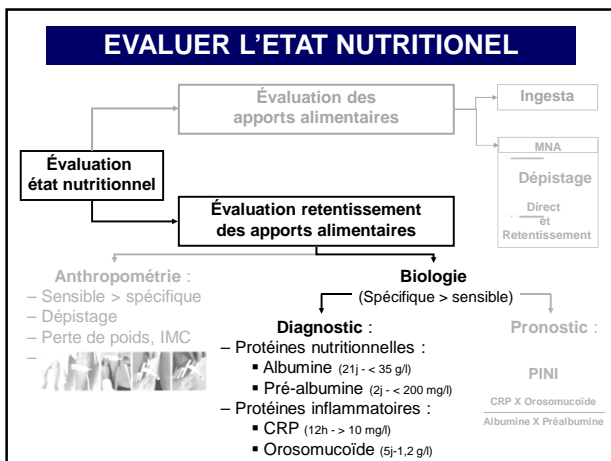 EVALUER L'ETAT NUTRITIONEL
Évaluation des
apports alimentaires
Ingesta
MNA
Dépistage
Direct
et
Retentissement
Évaluation
état nutritionnel
Évaluation retentissement
des apports alimentaires
Anthropométrie :
– Sensible > spécifique
– Dépistage
– Perte de poids, IMC
–
Biologie
(Spécifique > sensible)
Diagnostic :
– Protéines nutritionnelles :
▪ Albumine (21j - < 35 g/l)
▪ Pré-albumine (2j - < 200 mg/l)
– Protéines inflammatoires :
▪ CRP (12h - > 10 mg/l)
▪ Orosomucoïde (5j-1,2 g/l)
Pronostic :
PINI
CRP X Orosomucoïde
Albumine X Préalbumine